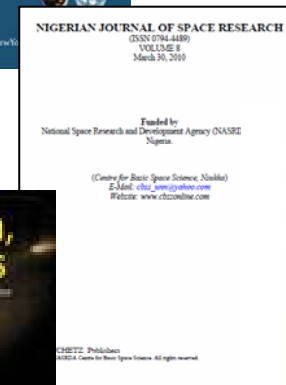 NIGERIAN JOURNAL OF SPACE RESEARCH
(ISSN 0794-4489)
VOLUME 8
March 30, 2010
Funded by
National Space Research and Development Agency (NASRD
Nigeria.
(Centre for Basic Space Science, Nsukka)
E-Mail: cbss_unn@yahoo.com
Website: www.cbssonline.com
CHETZ Publishers
NASRDA Centre for Basic Space Science. All rights reserved.